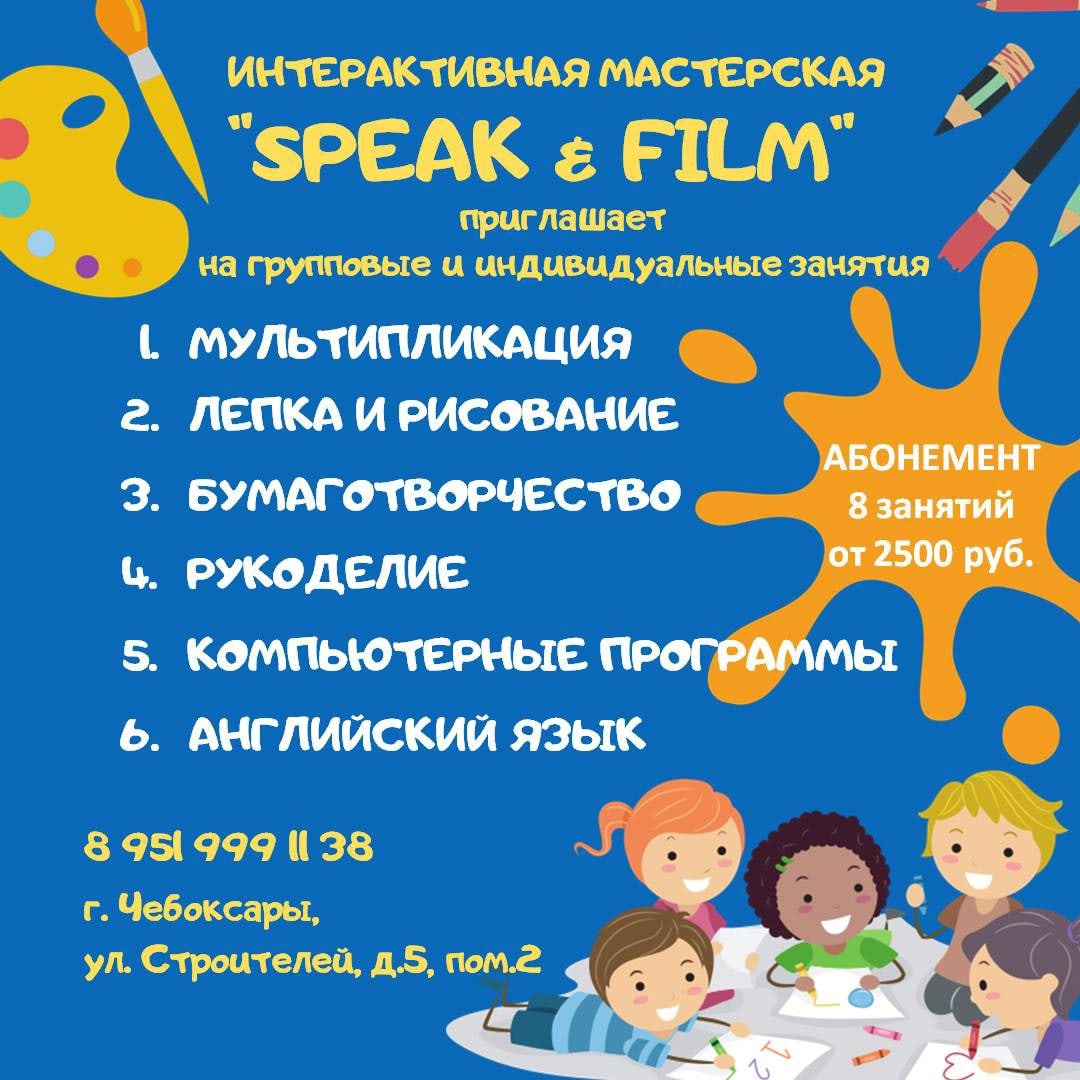 ИНТЕРАКТИВНАЯ МАСТЕРСКАЯ
"SPEAK & FILM"
приглашает
на групповые и индивидуальные занятия
1. МУЛЬТИПЛИКАЦИЯ
2. ЛЕПКА И РИСОВАНИЕ
3. БУМАГОТВОРЧЕСТВО
4. РУКОДЕЛИЕ
5. КОМПЬЮТЕРНЫЕ ПРОГРАММЫ
6. АНГЛИЙСКИЙ ЯЗЫК
АБОНЕМЕНТ
8 занятий
от 2500 руб.
8 951 999 11 38
г. Чебоксары,
ул. Строителей, д.5, пом.2